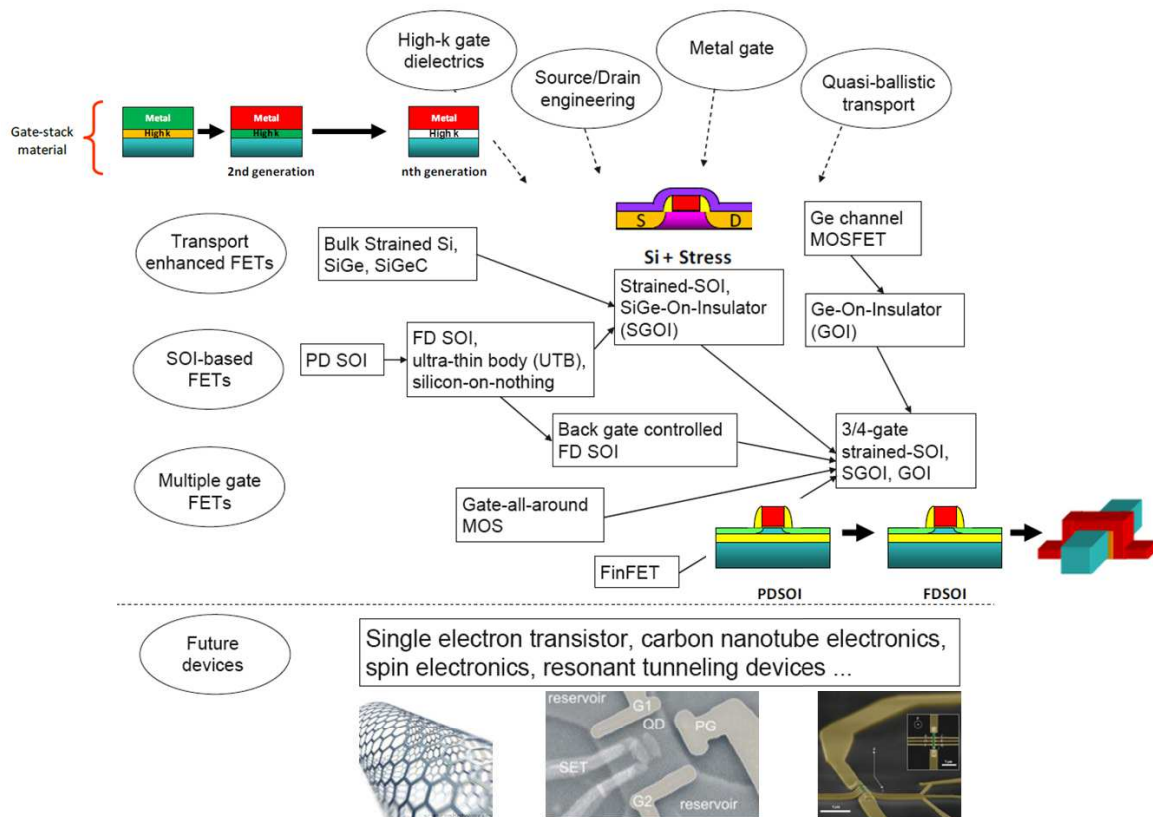 High-k gate
dielectrics
Source/Drain
engineering
Metal gate
Quasi-ballistic
transport
Gate-stack
material
Metal
High k
Metal
High k
Metal
High k
2nd generation
nth generation
S
D
Si + Stress
Transport
enhanced FETs
Bulk Strained Si,
SiGe, SiGeC
Strained-SOI,
SiGe-On-Insulator
(SGOI)
Ge channel
MOSFET
Ge-On-Insulator
(GOI)
SOI-based
FETs
PD SOI
FD SOI,
ultra-thin body (UTB),
silicon-on-nothing
Back gate controlled
FD SOI
3/4-gate
strained-SOI,
SGOI, GOI
Multiple gate
FETs
Gate-all-around
MOS
FinFET
PDSOI
FDSOI
Future
devices
Single electron transistor, carbon nanotube electronics,
spin electronics, resonant tunneling devices ...
reservoir
G1
QD
PG
SET
G2
reservoir